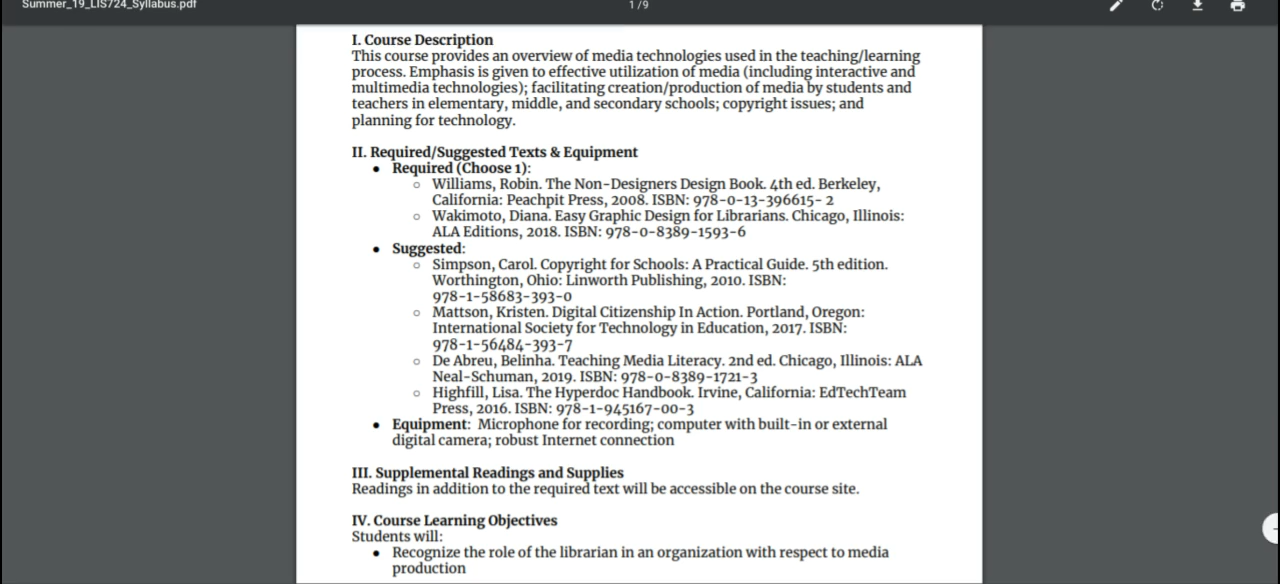 Summer_19_LIS724_Syllabus.pdf
1 / 9
I. Course Description
This course provides an overview of media technologies used in the teaching/learning
process. Emphasis is given to effective utilization of media (including interactive and
multimedia technologies); facilitating creation/production of media by students and
teachers in elementary, middle, and secondary schools; copyright issues; and
planning for technology.
II. Required/Suggested Texts & Equipment
● Required (Choose 1):
○ Williams, Robin. The Non-Designers Design Book. 4th ed. Berkeley,
California: Peachpit Press, 2008. ISBN: 978-0-13-396615- 2
○ Wakimoto, Diana. Easy Graphic Design for Librarians. Chicago, Illinois:
ALA Editions, 2018. ISBN: 978-0-8389-1593-6
● Suggested:
○ Simpson, Carol. Copyright for Schools: A Practical Guide. 5th edition.
Worthington, Ohio: Linworth Publishing, 2010. ISBN:
978-1-58683-393-0
○ Mattson, Kristen. Digital Citizenship In Action. Portland, Oregon:
International Society for Technology in Education, 2017. ISBN:
978-1-56484-393-7
○ De Abreu, Belinha. Teaching Media Literacy. 2nd ed. Chicago, Illinois: ALA
Neal-Schuman, 2019. ISBN: 978-0-8389-1721-3
○ Highfill, Lisa. The Hyperdoc Handbook. Irvine, California: EdTechTeam
Press, 2016. ISBN: 978-1-945167-00-3
● Equipment: Microphone for recording; computer with built-in or external
digital camera; robust Internet connection
III. Supplemental Readings and Supplies
Readings in addition to the required text will be accessible on the course site.
IV. Course Learning Objectives
Students will:
● Recognize the role of the librarian in an organization with respect to media
production